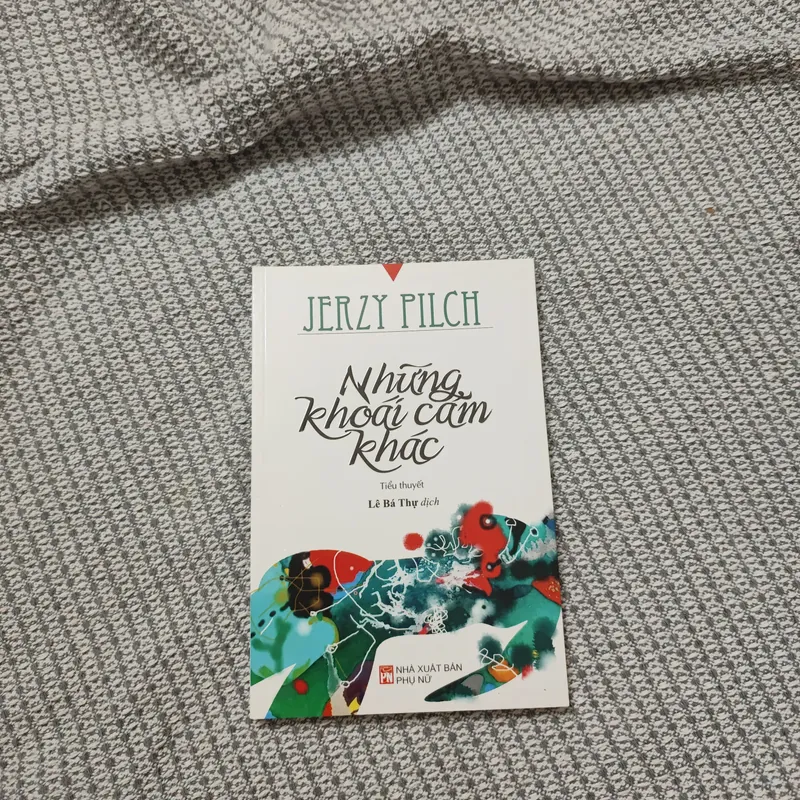 JERZY PILCH
Những
khoái cảm
khác
Tiểu thuyết
Lê Bá Thự dịch
PN
NHÀ XUẤT BẢN
PHỤ NỮ